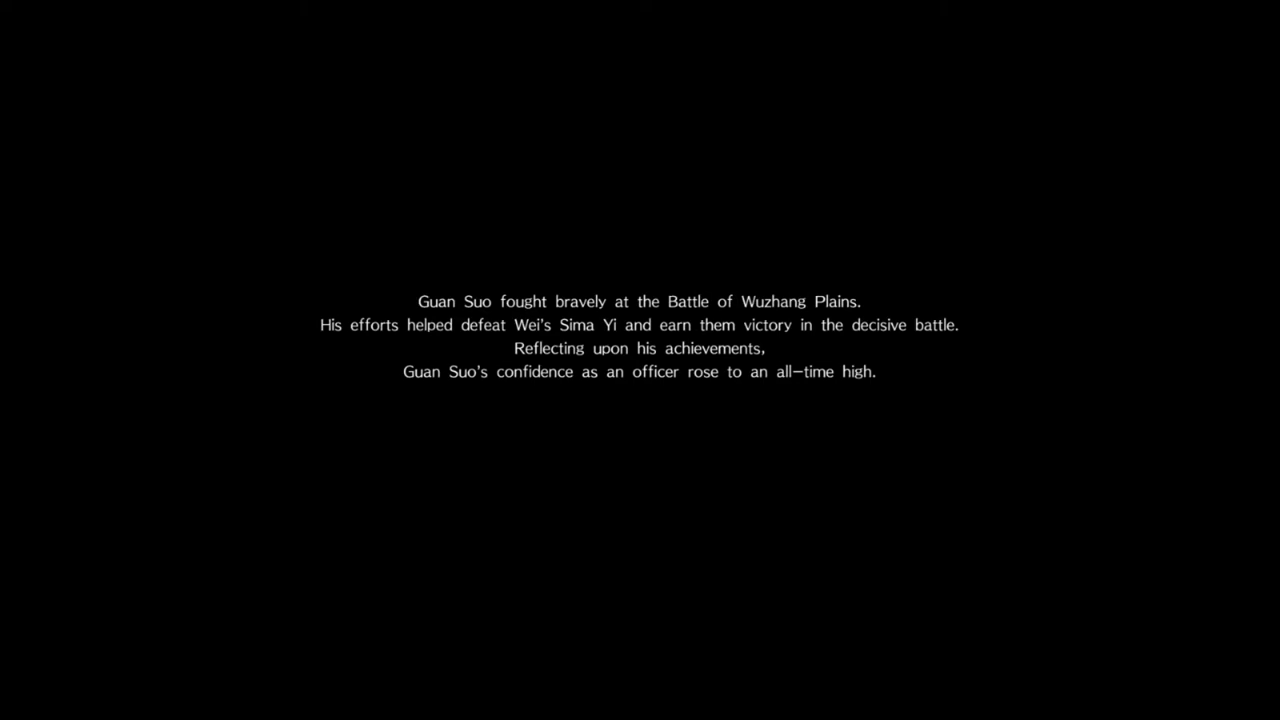 Guan Suo fought bravely at the Battle of Wuzhang Plains.
His efforts helped defeat Wei's Sima Yi and earn them victory in the decisive battle.
Reflecting upon his achievements,
Guan Suo's confidence as an officer rose to an all-time high.